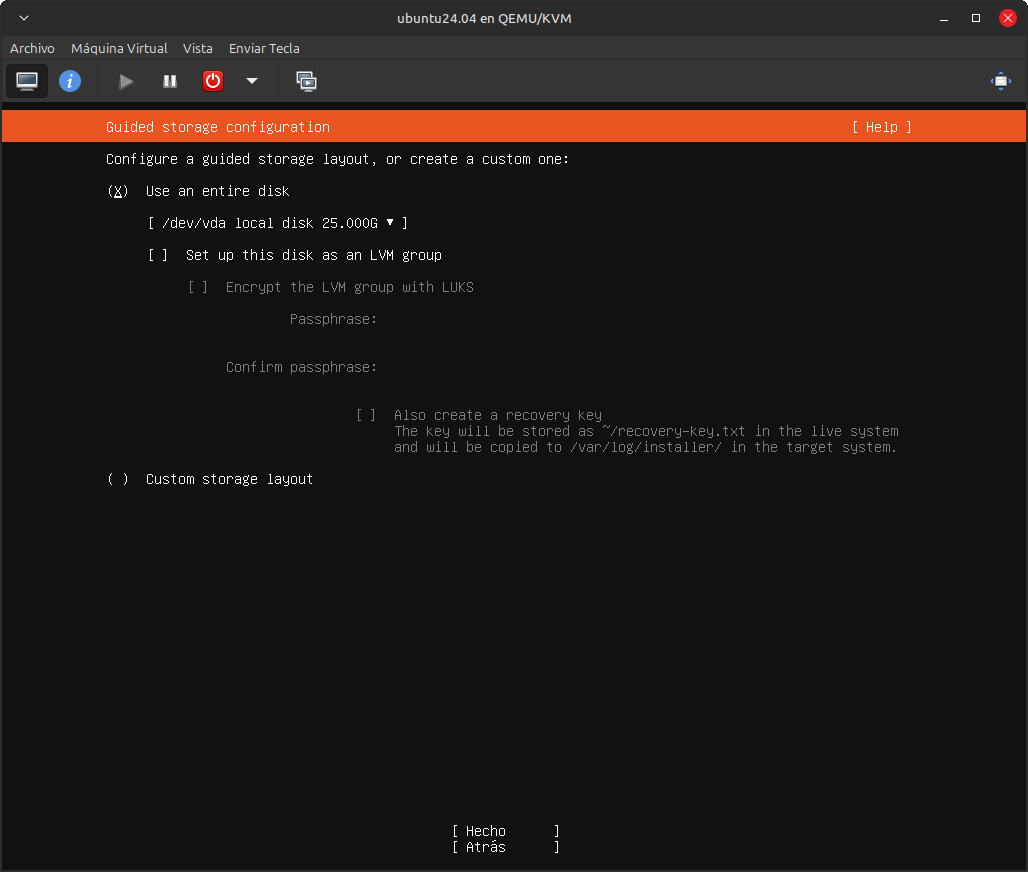 ubuntu24.04 en QEMU/KVM
Archivo Máquina Virtual Vista Enviar Tecla
Guided storage configuration [ Help ]
Configure a guided storage layout, or create a custom one:
(X) Use an entire disk
[ /dev/vda local disk 25.000G ▾ ]
[ ] Set up this disk as an LVM group
[ ] Encrypt the LVM group with LUKS
Passphrase:
Confirm passphrase:
[ ] Also create a recovery key
The key will be stored as ~/recovery-key.txt in the live system
and will be copied to /var/log/installer/ in the target system.
( ) Custom storage layout
[ Hecho ]
[ Atrás ]